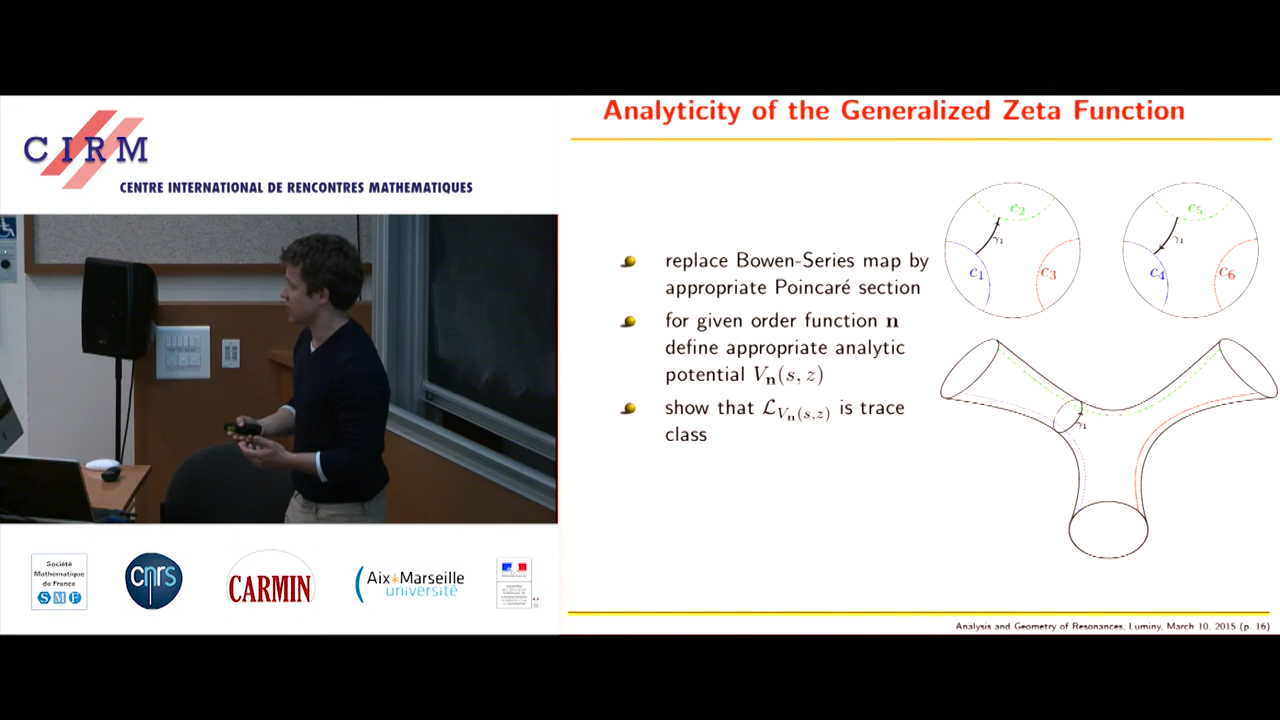 CIRM
CENTRE INTERNATIONAL DE RENCONTRES MATHEMATIQUES
Société
Mathématique
de France
SMF
cnrs
CARMIN
Aix*Marseille
université
Analyticity of the Generalized Zeta Function
replace Bowen-Series map by
appropriate Poincaré section
for given order function n
define appropriate analytic
potential Vn(s, z)
show that ℒVn(s,z) is trace
class
c2
γ1
c1
c3
c5
γ1
c4
c6
γ1
Analysis and Geometry of Resonances, Luminy, March 10, 2015 (p. 16)